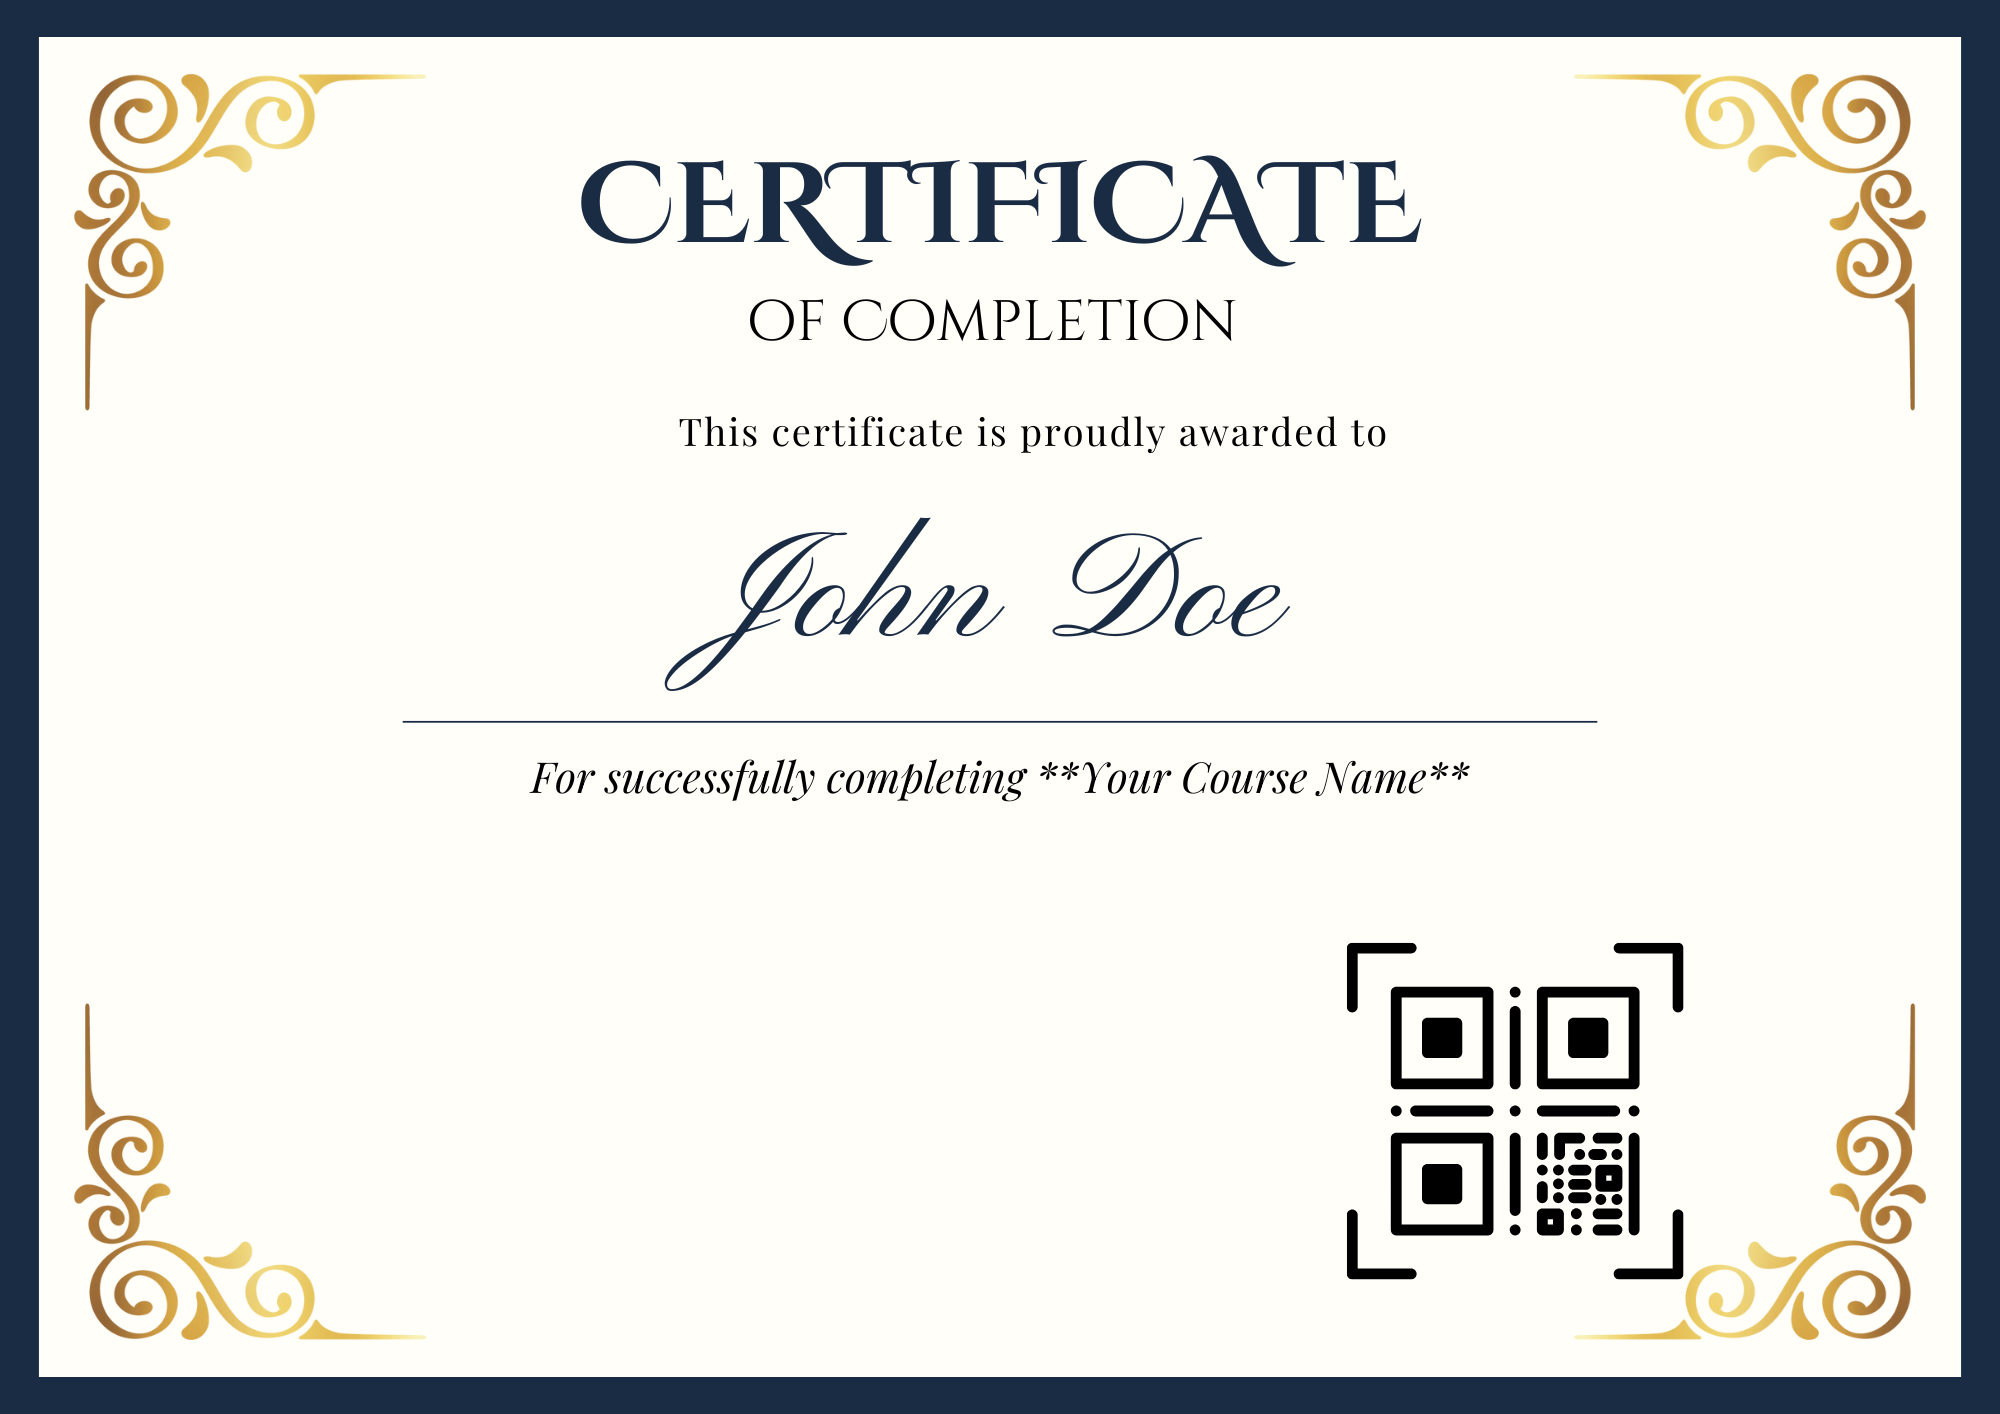 CERTIFICATE
OF COMPLETION
This certificate is proudly awarded to
John Doe
For successfully completing **Your Course Name**